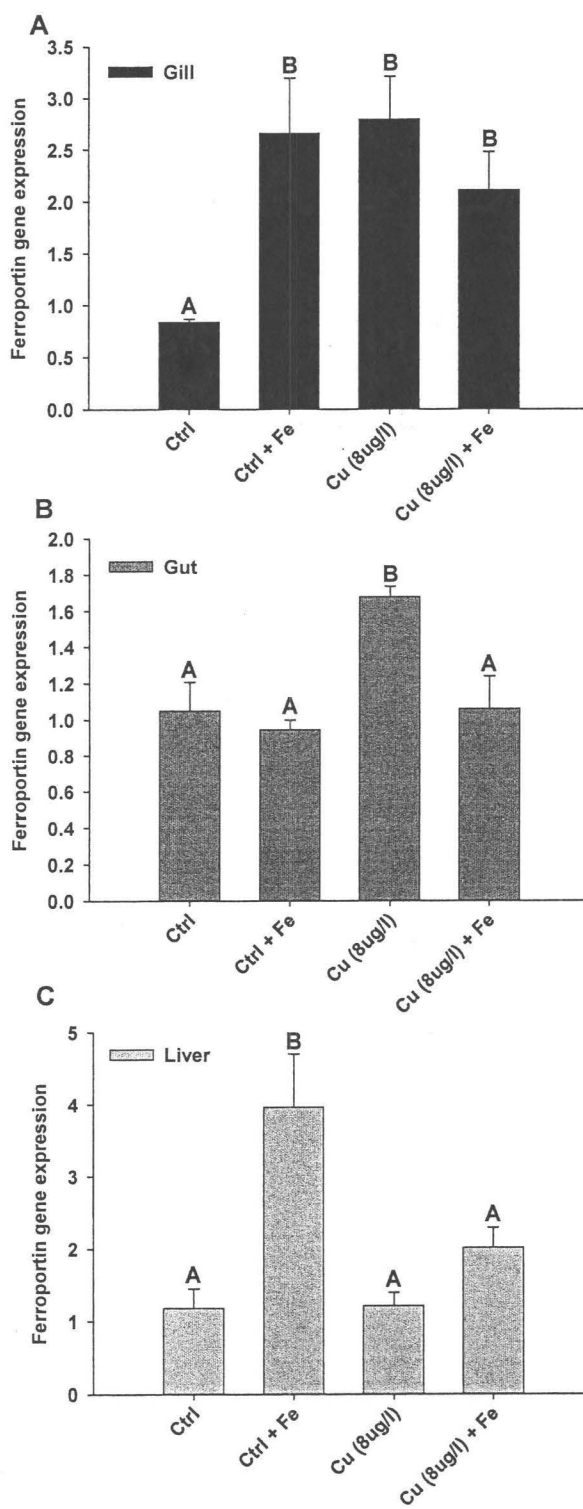 A
Ferroportin gene expression
3.5
3.0
2.5
2.0
1.5
1.0
0.5
0.0
Gill
A
B
B
B
Ctrl
Ctrl + Fe
Cu (8ug/l)
Cu (8ug/l) + Fe
B
Ferroportin gene expression
2.0
1.8
1.6
1.4
1.2
1.0
0.8
0.6
0.4
0.2
0.0
Gut
A
A
B
A
Ctrl
Ctrl + Fe
Cu (8ug/l)
Cu (8ug/l) + Fe
C
Ferroportin gene expression
5
4
3
2
1
0
Liver
A
B
A
A
Ctrl
Ctrl + Fe
Cu (8ug/l)
Cu (8ug/l) + Fe